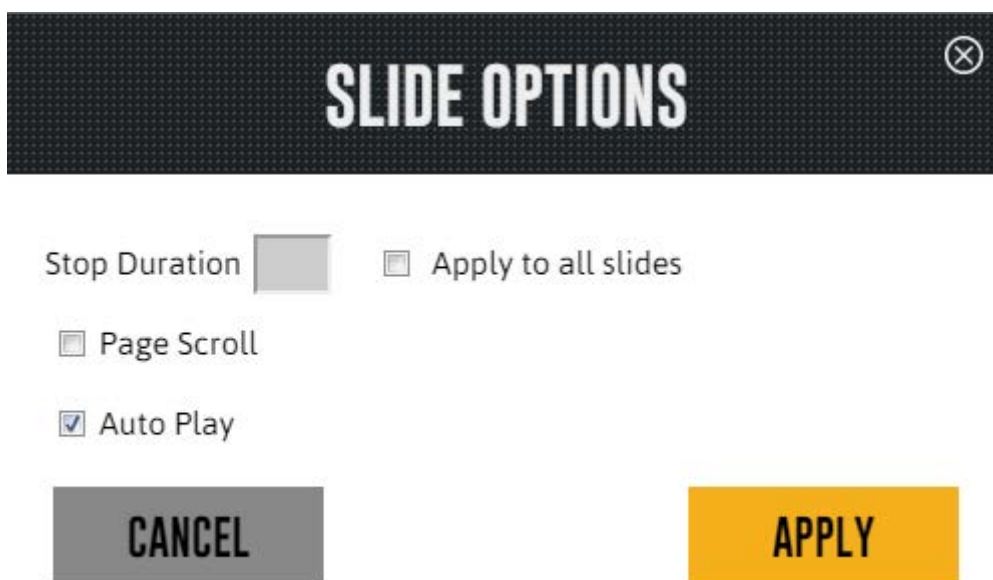 SLIDE OPTIONS
Stop Duration Apply to all slides
Page Scroll
Auto Play
CANCEL APPLY